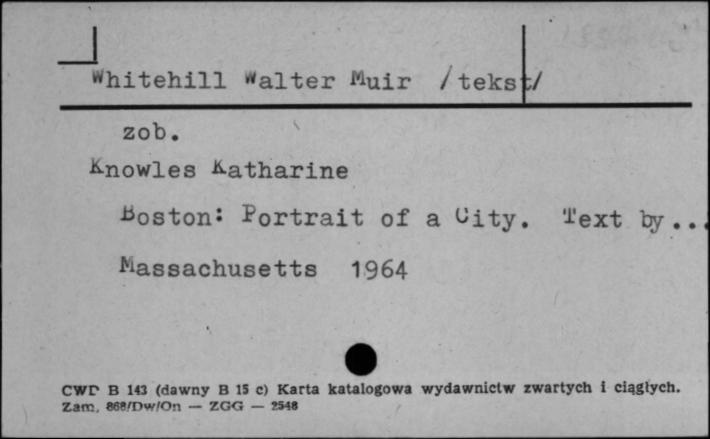 Whitehill Walter Muir /tekst/
zob.
Knowles Katharine
Boston: Portrait of a City. Text by...
Massachusetts 1964
CWD B 143 (dawny B 15 c) Karta katalogowa wydawnictw zwartych i ciągłych.
Zam. 868/Dw/On — ZGG — 2548